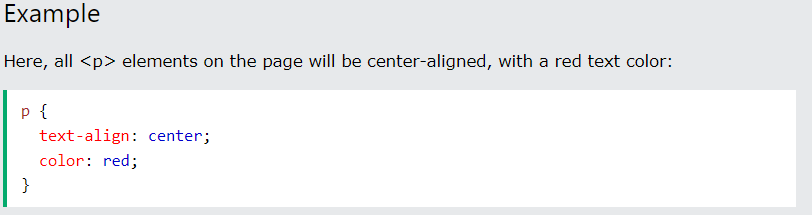 Example
Here, all <p> elements on the page will be center-aligned, with a red text color:
p {
  text-align: center;
  color: red;
}